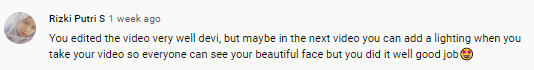 Rizki Putri S 1 week ago
You edited the video very well devi, but maybe in the next video you can add a lighting when you
take your video so everyone can see your beautiful face but you did it well good job🤩